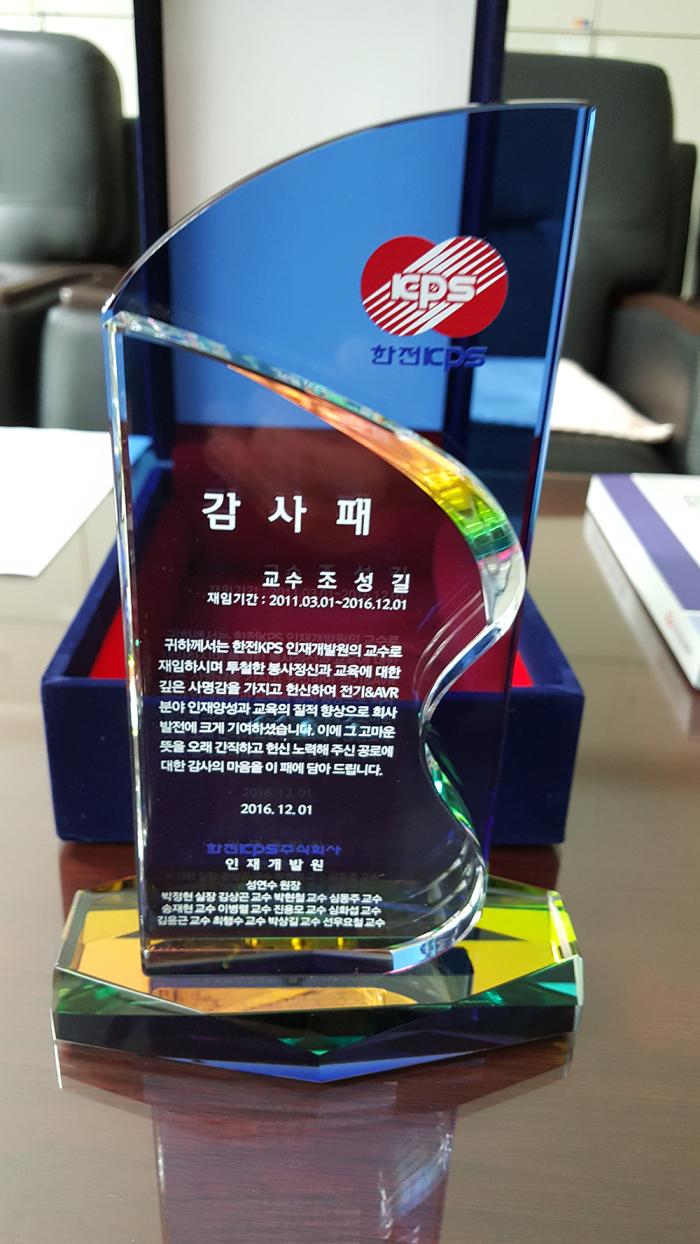 KPS
한전KPS
감사패
교수 조성길
재임기간 : 2011.03.01~2016.12.01
귀하께서는 한전KPS 인재개발원의 교수로
재임하시며 투철한 봉사정신과 교육에 대한
깊은 사명감을 가지고 헌신하여 전기&AVR
분야 인재양성과 교육의 질적 향상으로 회사
발전에 크게 기여하셨습니다. 이에 그 고마운
뜻을 오래 간직하고 헌신 노력해 주신 공로에
대한 감사의 마음을 이 패에 담아 드립니다.
2016. 12. 01
한전KPS주식회사
인재개발원
성연수 원장
박정현 실장 김상곤 교수 박현철 교수 심동주 교수
송재현 교수 이병렬 교수 진용모 교수 심화섭 교수
김윤근 교수 최행수 교수 박상길 교수 선우요철 교수